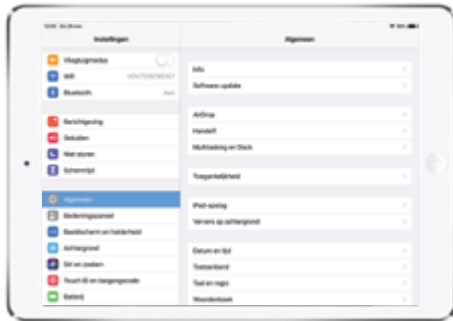 Instellingen
Vliegtuigmodus
Wifi
Bluetooth
Aan
Berichtgeving
Geluiden
Niet storen
Schermtijd
Algemeen
Bedieningspaneel
Beeldscherm en helderheid
Achtergrond
Siri en zoeken
Touch ID en toegangscode
Batterij
Algemeen
Info
Software-update
AirDrop
Handoff
Multitasking en Dock
Toegankelijkheid
iPad-opslag
Ververs op achtergrond
Datum en tijd
Toetsenbord
Taal en regio
Woordenboek